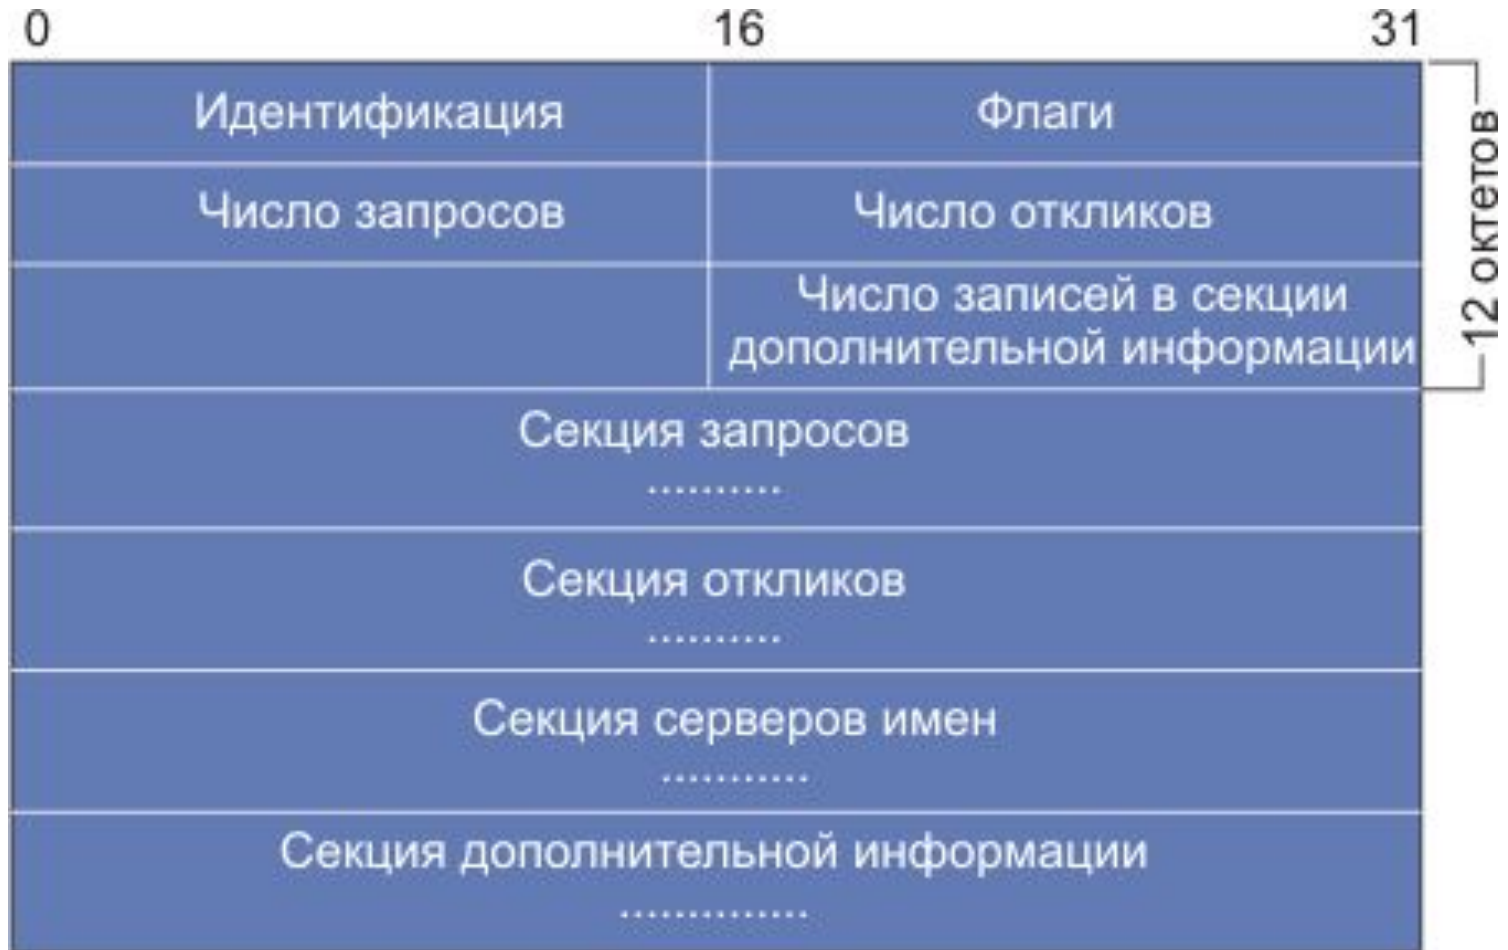 0 16 31
Идентификация Флаги
Число запросов Число откликов
Число записей в секции
дополнительной информации
12 октетов
Секция запросов
..........
Секция откликов
..........
Секция серверов имен
...........
Секция дополнительной информации
..............